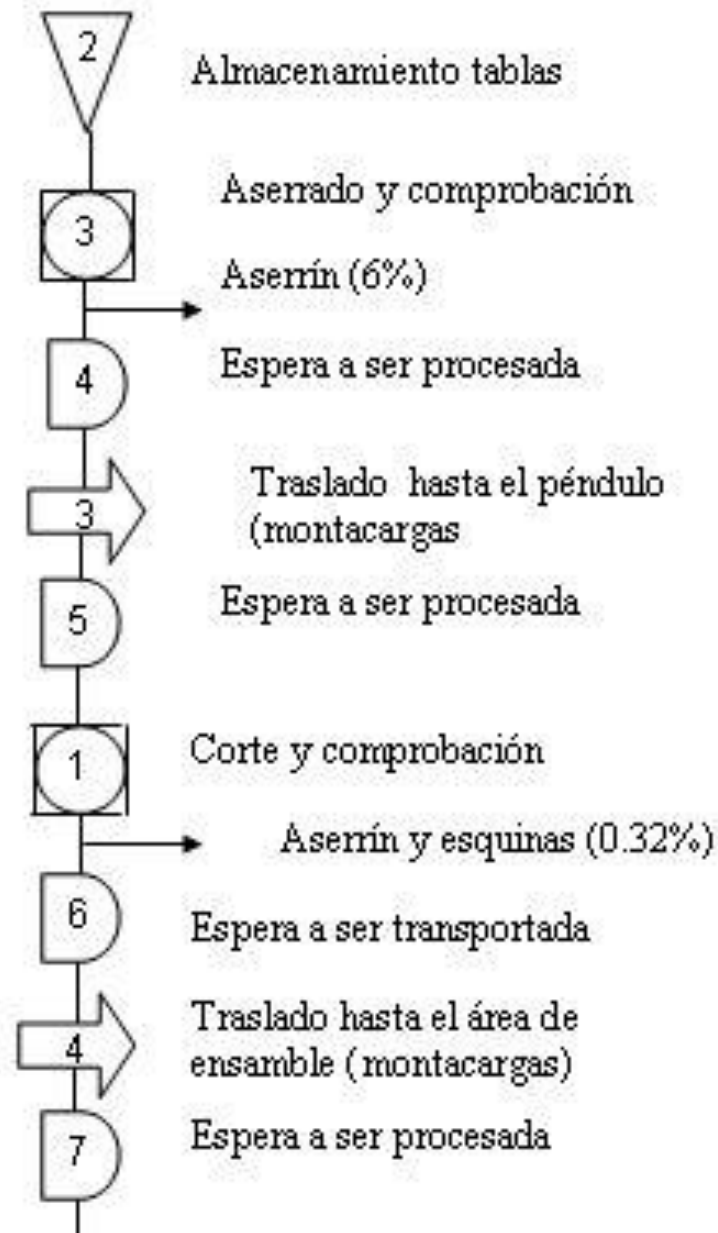 2
Almacenamiento tablas
Aserrado y comprobación
3
Aserrín (6%)
4
Espera a ser procesada
Traslado hasta el péndulo
3
(montacargas
5
Espera a ser procesada
1
Corte y comprobación
Aserrín y esquinas (0.32%)
6
Espera a ser transportada
Traslado hasta el área de
4
ensamble (montacargas)
7
Espera a ser procesada